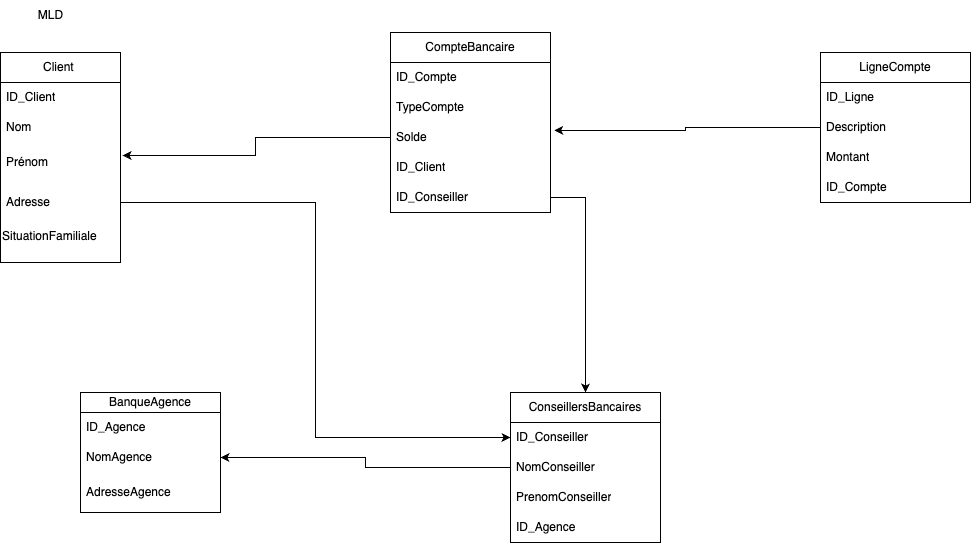 MLD
Client
ID_Client
Nom
Prénom
Adresse
SituationFamiliale
CompteBancaire
ID_Compte
TypeCompte
Solde
ID_Client
ID_Conseiller
LigneCompte
ID_Ligne
Description
Montant
ID_Compte
BanqueAgence
ID_Agence
NomAgence
AdresseAgence
ConseillersBancaires
ID_Conseiller
NomConseiller
PrenomConseiller
ID_Agence